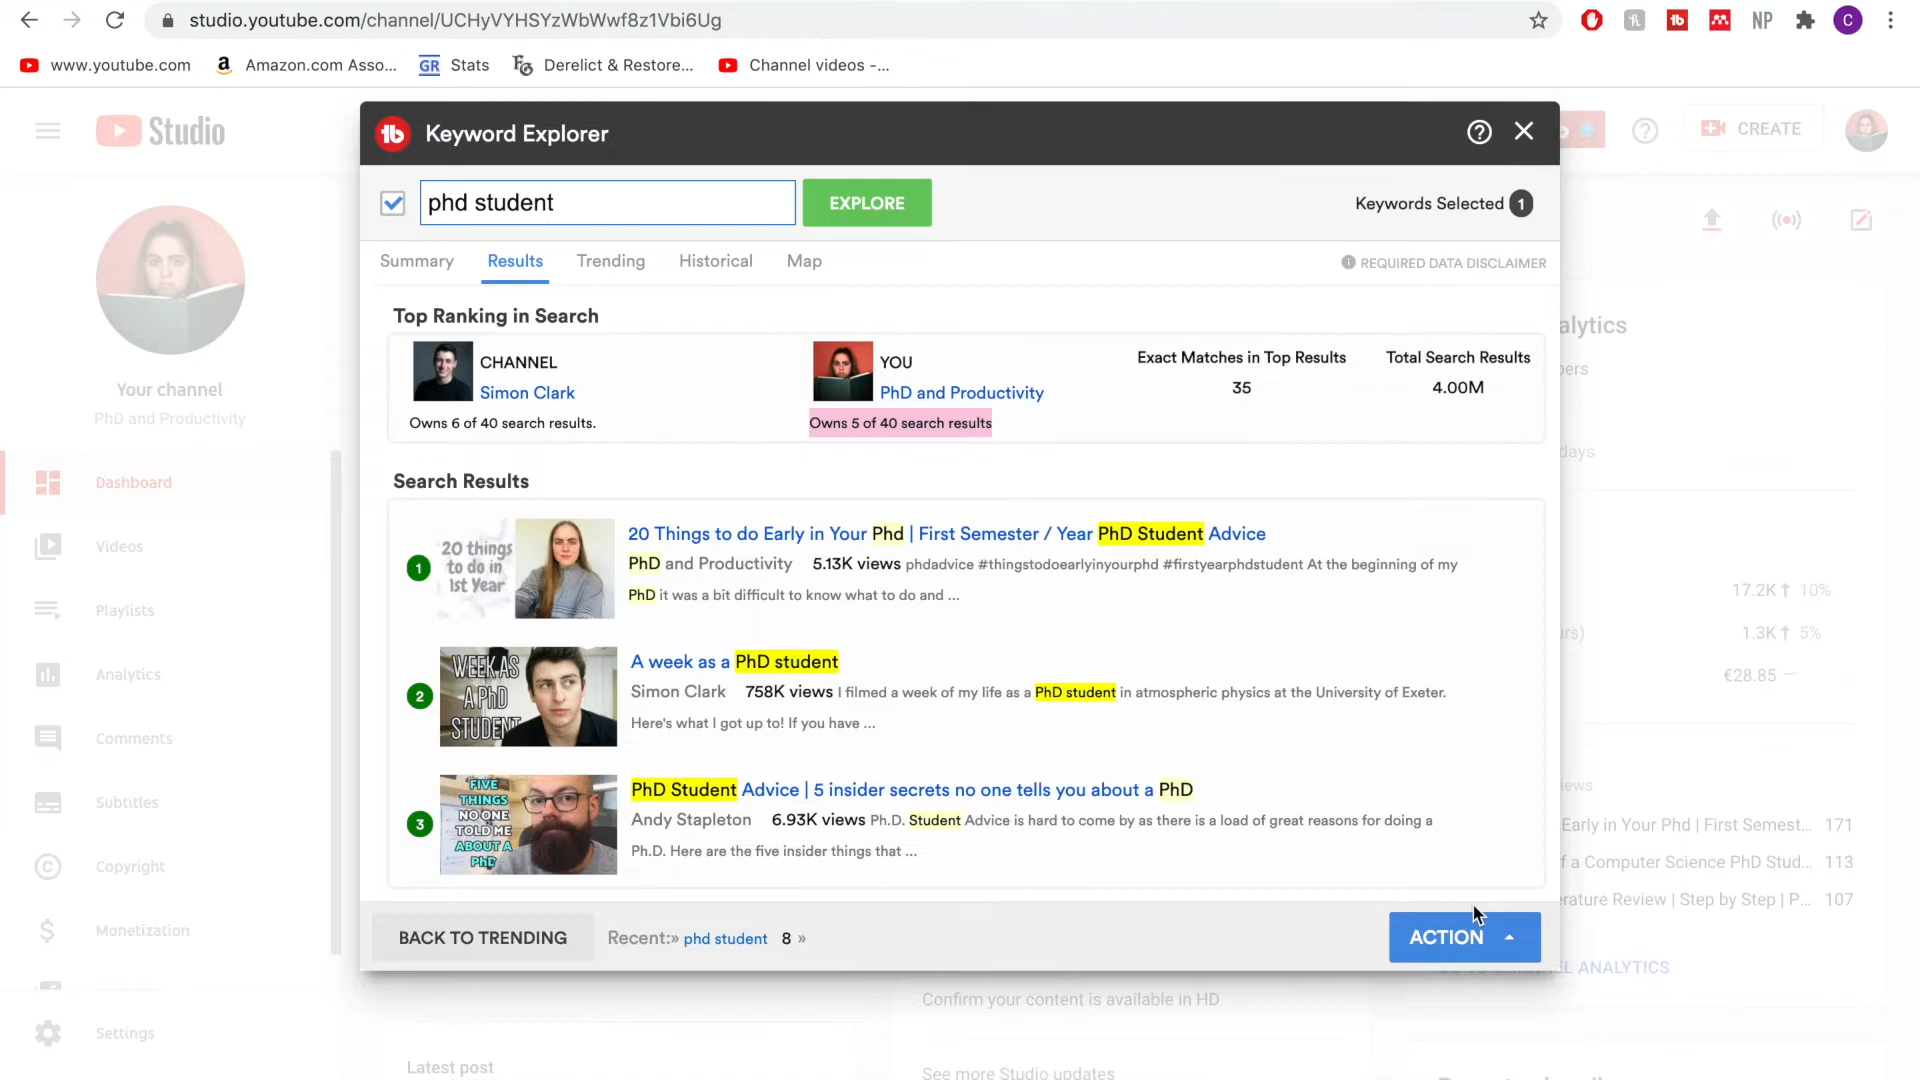 studio.youtube.com/channel/UCHyVYHSYzWbWwf8z1Vbi6Ug
NP
C
www.youtube.com
Amazon.com Asso...
GR Stats
Derelict & Restore...
Channel videos -...
Studio
Keyword Explorer
CREATE
phd student
EXPLORE
Keywords Selected 1
Summary
Results
Trending
Historical
Map
REQUIRED DATA DISCLAIMER
Top Ranking in Search
CHANNEL
Simon Clark
Owns 6 of 40 search results.
YOU
PhD and Productivity
Owns 5 of 40 search results
Exact Matches in Top Results
35
Total Search Results
4.00M
Search Results
1
20 things
to do in
1st Year
20 Things to do Early in Your Phd | First Semester / Year PhD Student Advice
PhD and Productivity 5.13K views phdadvice #thingstodoearlyinyourphd #firstyearphdstudent At the beginning of my
PhD it was a bit difficult to know what to do and ...
2
WEEK AS
A PhD
STUDENT
A week as a PhD student
Simon Clark 758K views I filmed a week of my life as a PhD student in atmospheric physics at the University of Exeter.
Here's what I got up to! If you have ...
3
FIVE
THINGS
NO ONE
TOLD ME
ABOUT A
PhD
PhD Student Advice | 5 insider secrets no one tells you about a PhD
Andy Stapleton 6.93K views Ph.D. Student Advice is hard to come by as there is a load of great reasons for doing a
Ph.D. Here are the five insider things that ...
BACK TO TRENDING
Recent:» phd student 8 »
ACTION
Your channel
PhD and Productivity
Dashboard
Videos
Playlists
Analytics
Comments
Subtitles
Copyright
Monetization
Settings
alytics
bers
days
17.2K 10%
urs) 1.3K 5%
€28.85 –
iews
Early in Your Phd | First Semest... 171
f a Computer Science PhD Stud... 113
erature Review | Step by Step | P... 107
EL ANALYTICS
Confirm your content is available in HD
Latest post
See more Studio updates